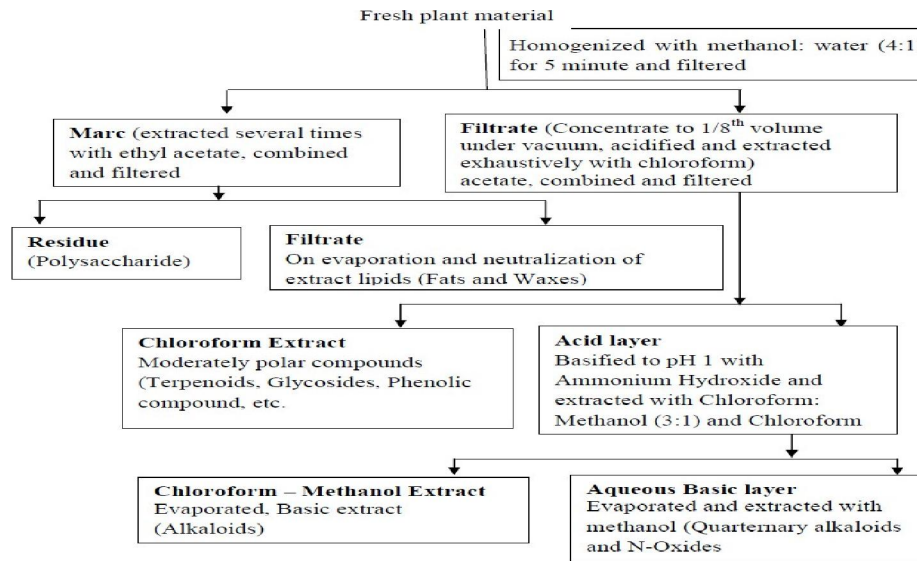 Fresh plant material
Homogenized with methanol: water (4:1
for 5 minute and filtered
Marc (extracted several times
with ethyl acetate, combined
and filtered
Filtrate (Concentrate to 1/8th volume
under vacuum, acidified and extracted
exhaustively with chloroform)
acetate, combined and filtered
Residue
(Polysaccharide)
Filtrate
On evaporation and neutralization of
extract lipids (Fats and Waxes)
Chloroform Extract
Moderately polar compounds
(Terpenoids, Glycosides, Phenolic
compound, etc.
Acid layer
Basified to pH 1 with
Ammonium Hydroxide and
extracted with Chloroform:
Methanol (3:1) and Chloroform
Chloroform – Methanol Extract
Evaporated, Basic extract
(Alkaloids)
Aqueous Basic layer
Evaporated and extracted with
methanol (Quarternary alkaloids
and N-Oxides